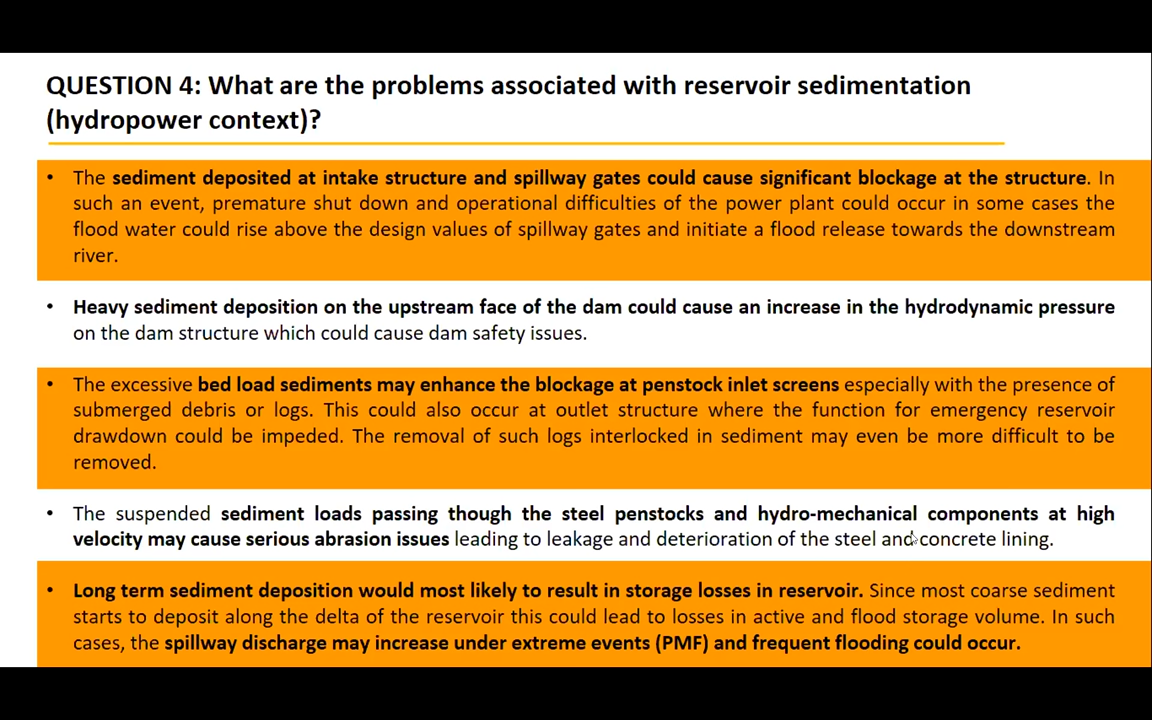 QUESTION 4: What are the problems associated with reservoir sedimentation
(hydropower context)?
• The sediment deposited at intake structure and spillway gates could cause significant blockage at the structure. In
such an event, premature shut down and operational difficulties of the power plant could occur in some cases the
flood water could rise above the design values of spillway gates and initiate a flood release towards the downstream
river.
• Heavy sediment deposition on the upstream face of the dam could cause an increase in the hydrodynamic pressure
on the dam structure which could cause dam safety issues.
• The excessive bed load sediments may enhance the blockage at penstock inlet screens especially with the presence of
submerged debris or logs. This could also occur at outlet structure where the function for emergency reservoir
drawdown could be impeded. The removal of such logs interlocked in sediment may even be more difficult to be
removed.
• The suspended sediment loads passing though the steel penstocks and hydro-mechanical components at high
velocity may cause serious abrasion issues leading to leakage and deterioration of the steel and concrete lining.
• Long term sediment deposition would most likely to result in storage losses in reservoir. Since most coarse sediment
starts to deposit along the delta of the reservoir this could lead to losses in active and flood storage volume. In such
cases, the spillway discharge may increase under extreme events (PMF) and frequent flooding could occur.